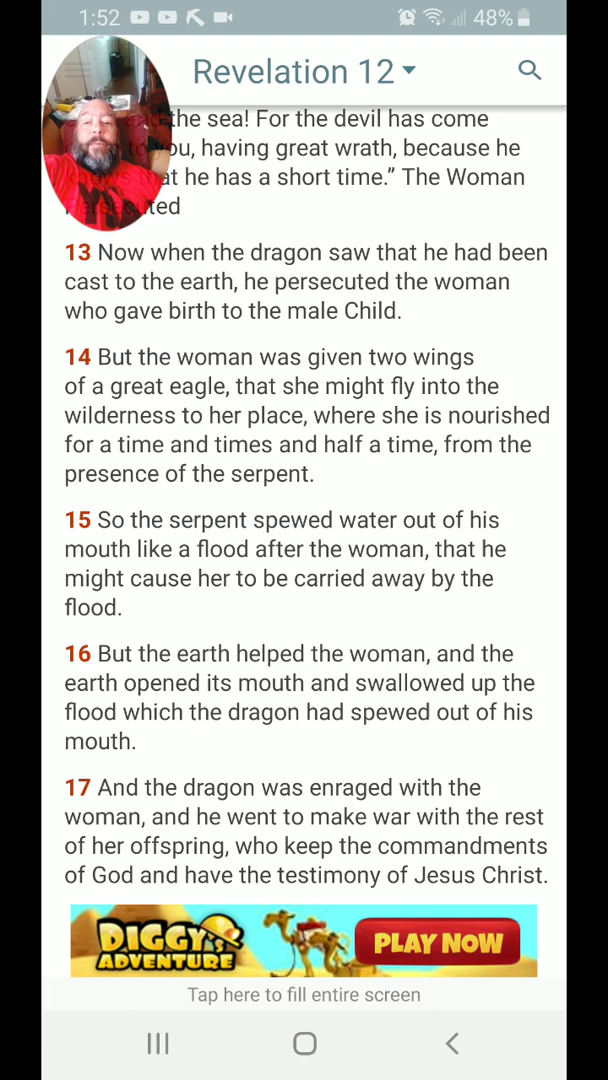 1:52
48%
Revelation 12
the sea! For the devil has come
to you, having great wrath, because he
knows that he has a short time.” The Woman
Persecuted
13 Now when the dragon saw that he had been
cast to the earth, he persecuted the woman
who gave birth to the male Child.
14 But the woman was given two wings
of a great eagle, that she might fly into the
wilderness to her place, where she is nourished
for a time and times and half a time, from the
presence of the serpent.
15 So the serpent spewed water out of his
mouth like a flood after the woman, that he
might cause her to be carried away by the
flood.
16 But the earth helped the woman, and the
earth opened its mouth and swallowed up the
flood which the dragon had spewed out of his
mouth.
17 And the dragon was enraged with the
woman, and he went to make war with the rest
of her offspring, who keep the commandments
of God and have the testimony of Jesus Christ.
DIGGY'S
ADVENTURE
PLAY NOW
Tap here to fill entire screen